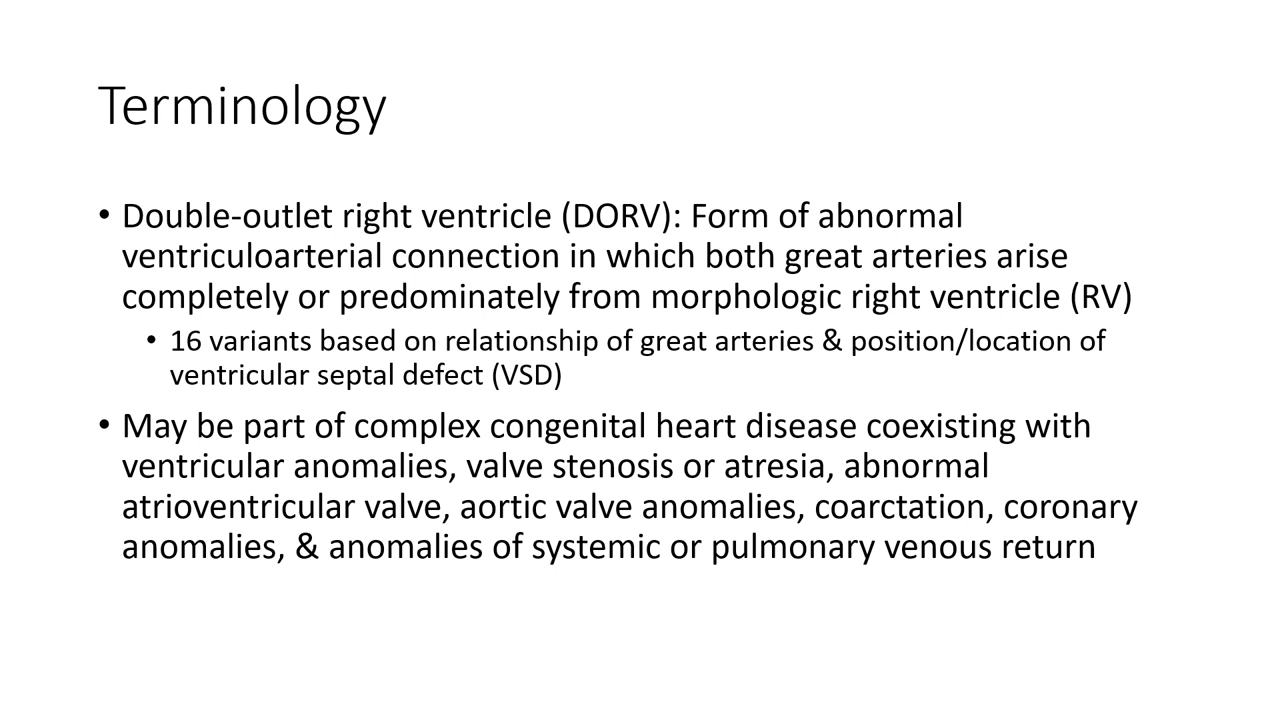 Terminology
• Double-outlet right ventricle (DORV): Form of abnormal
ventriculoarterial connection in which both great arteries arise
completely or predominately from morphologic right ventricle (RV)
• 16 variants based on relationship of great arteries & position/location of
ventricular septal defect (VSD)
• May be part of complex congenital heart disease coexisting with
ventricular anomalies, valve stenosis or atresia, abnormal
atrioventricular valve, aortic valve anomalies, coarctation, coronary
anomalies, & anomalies of systemic or pulmonary venous return